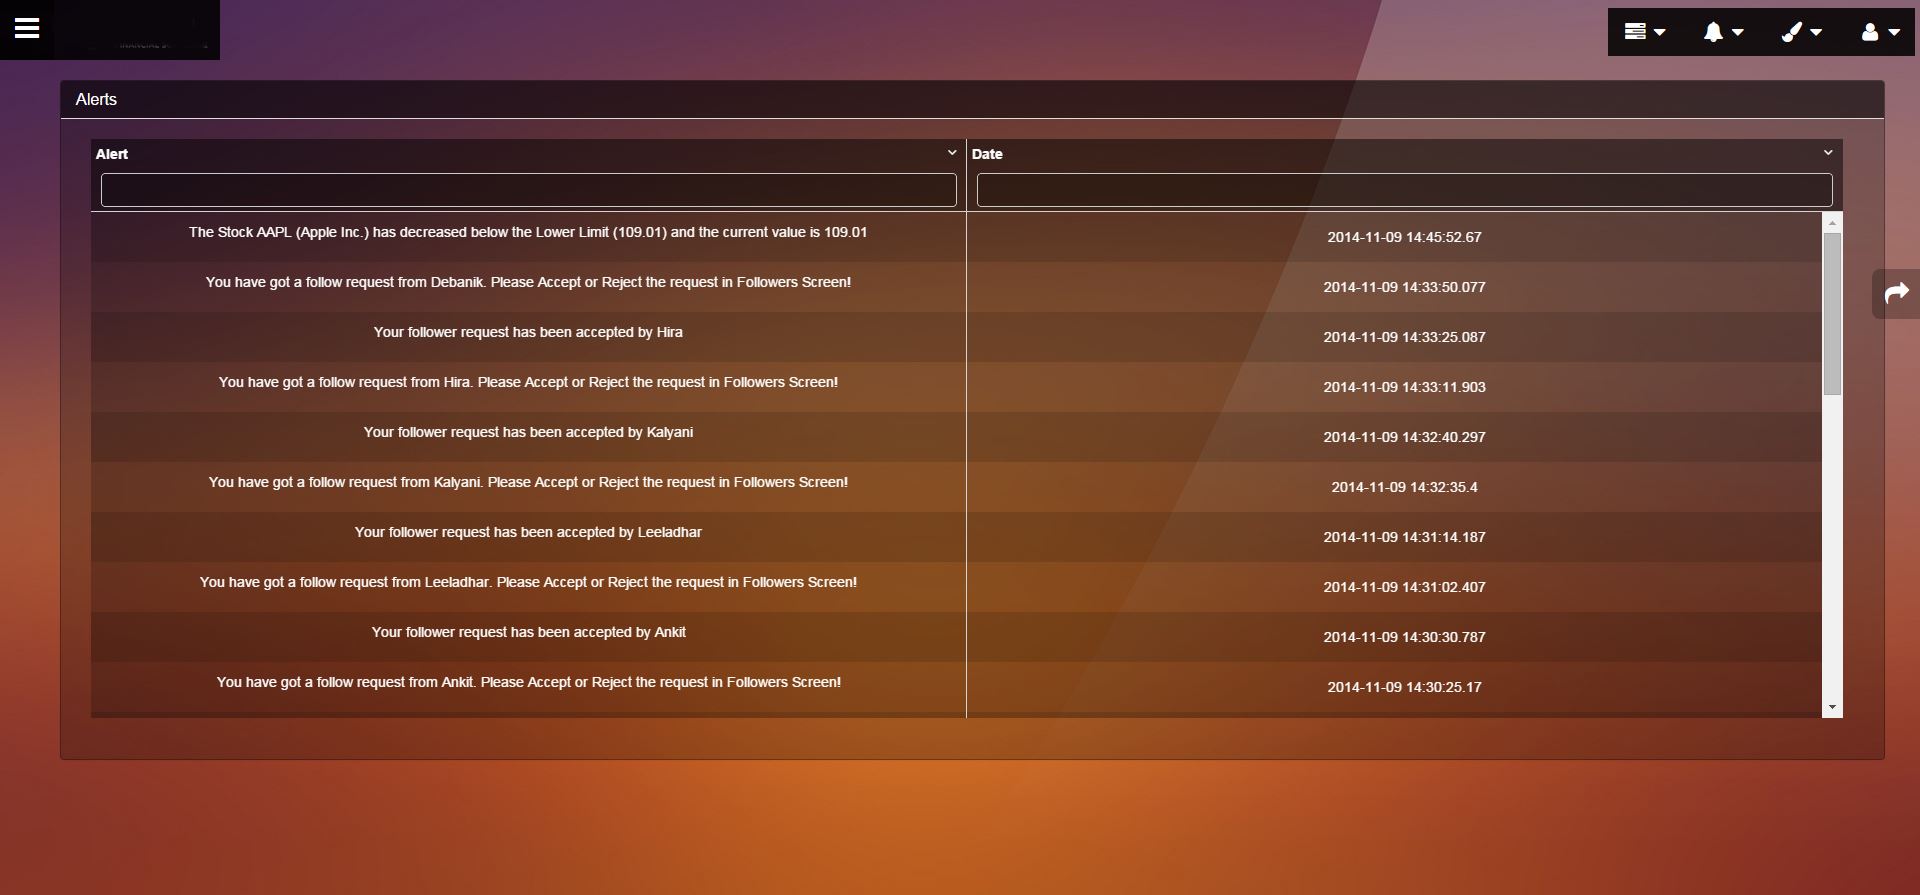 Alerts
Alert Date
The Stock AAPL (Apple Inc.) has decreased below the Lower Limit (109.01) and the current value is 109.01 2014-11-09 14:45:52.67
You have got a follow request from Debanik. Please Accept or Reject the request in Followers Screen! 2014-11-09 14:33:50.077
Your follower request has been accepted by Hira 2014-11-09 14:33:25.087
You have got a follow request from Hira. Please Accept or Reject the request in Followers Screen! 2014-11-09 14:33:11.903
Your follower request has been accepted by Kalyani 2014-11-09 14:32:40.297
You have got a follow request from Kalyani. Please Accept or Reject the request in Followers Screen! 2014-11-09 14:32:35.4
Your follower request has been accepted by Leeladhar 2014-11-09 14:31:14.187
You have got a follow request from Leeladhar. Please Accept or Reject the request in Followers Screen! 2014-11-09 14:31:02.407
Your follower request has been accepted by Ankit 2014-11-09 14:30:30.787
You have got a follow request from Ankit. Please Accept or Reject the request in Followers Screen! 2014-11-09 14:30:25.17